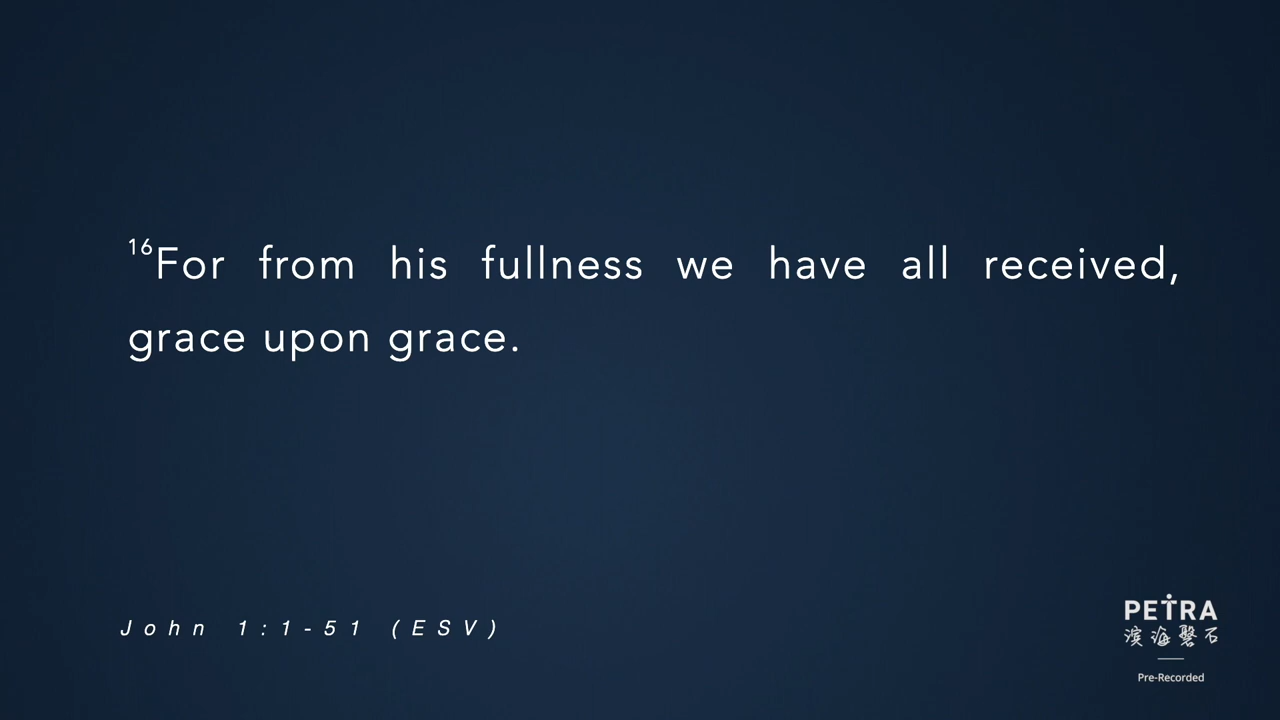 ¹⁶For from his fullness we have all received,
grace upon grace.
John 1:1-51 (ESV)
PETRA
滨海磐石
Pre-Recorded